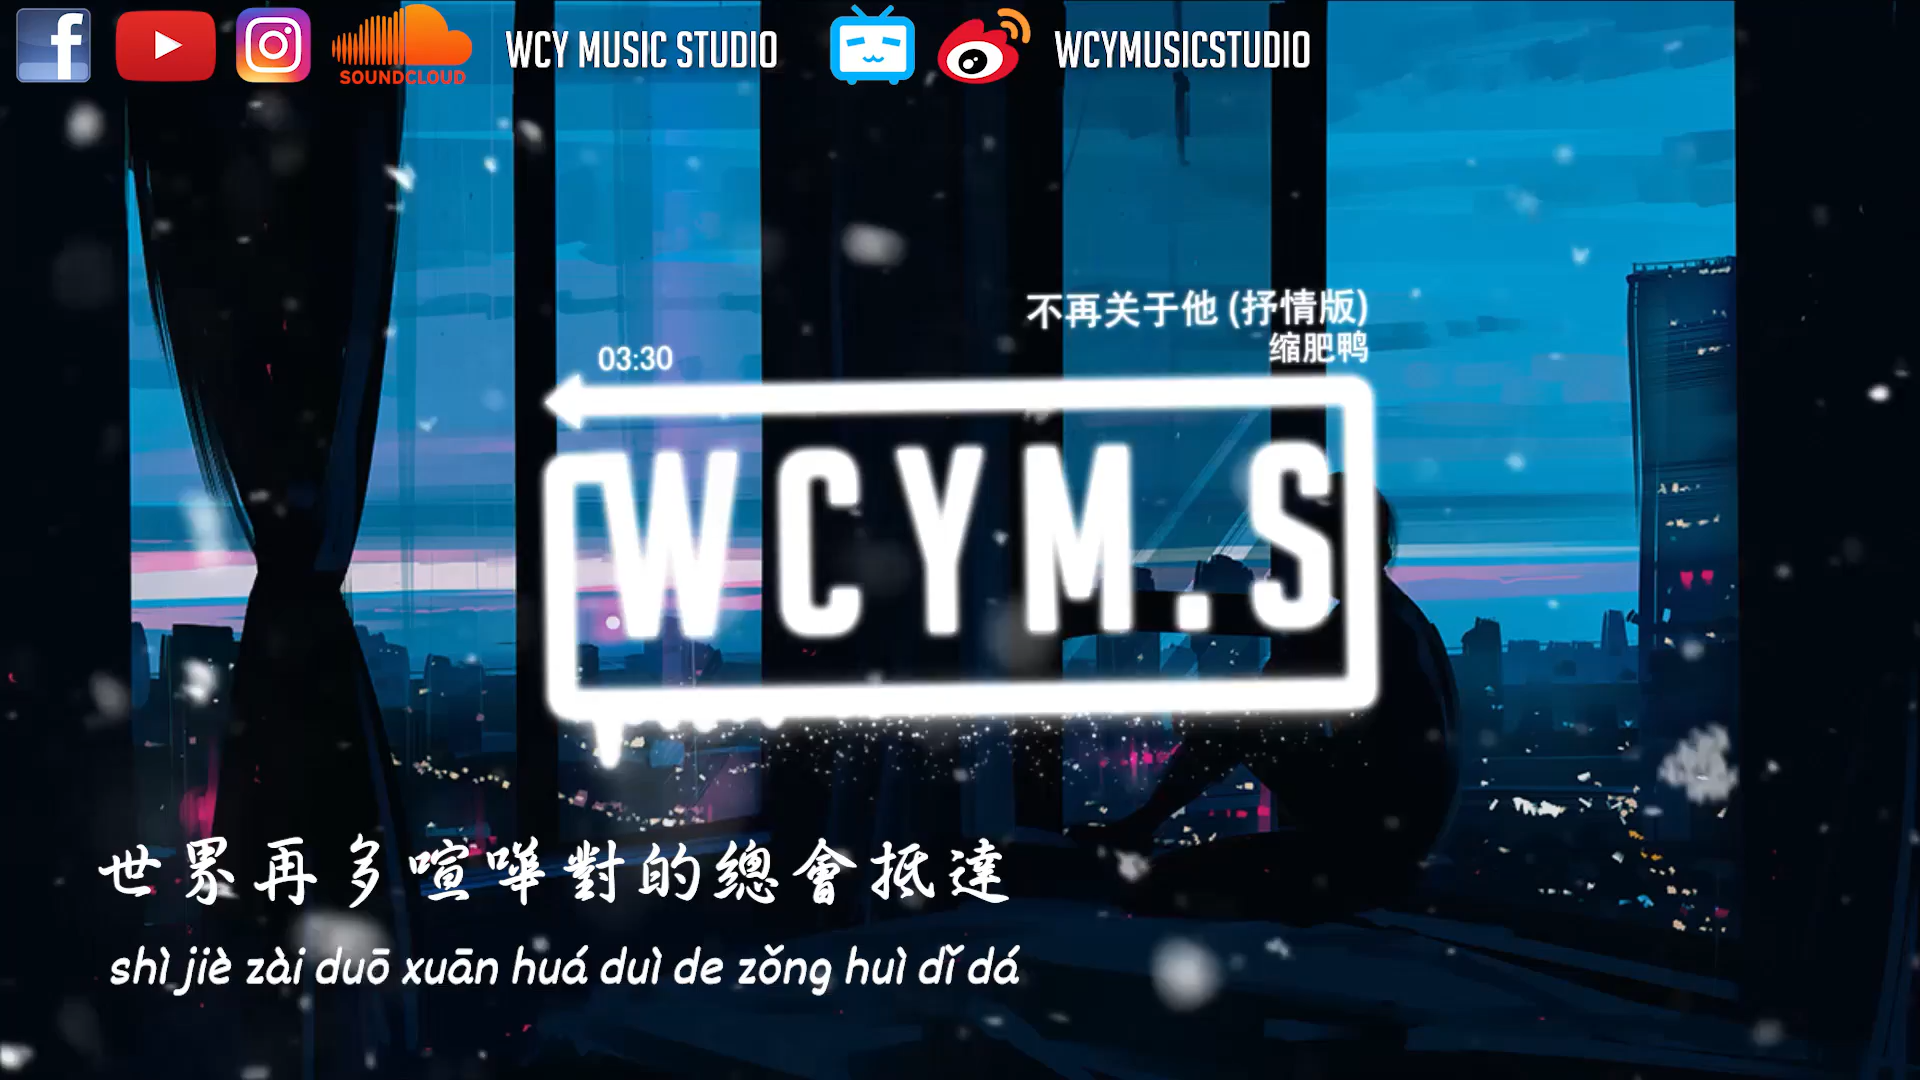 SOUNDCLOUD
WCY MUSIC STUDIO
WCYMUSICSTUDIO
不再关于他 (抒情版)
缩肥鸭
03:30
WCYM.S
世界再多喧嘩對的總會抵達
shì jiè zài duō xuān huá duì de zǒng huì dǐ dá